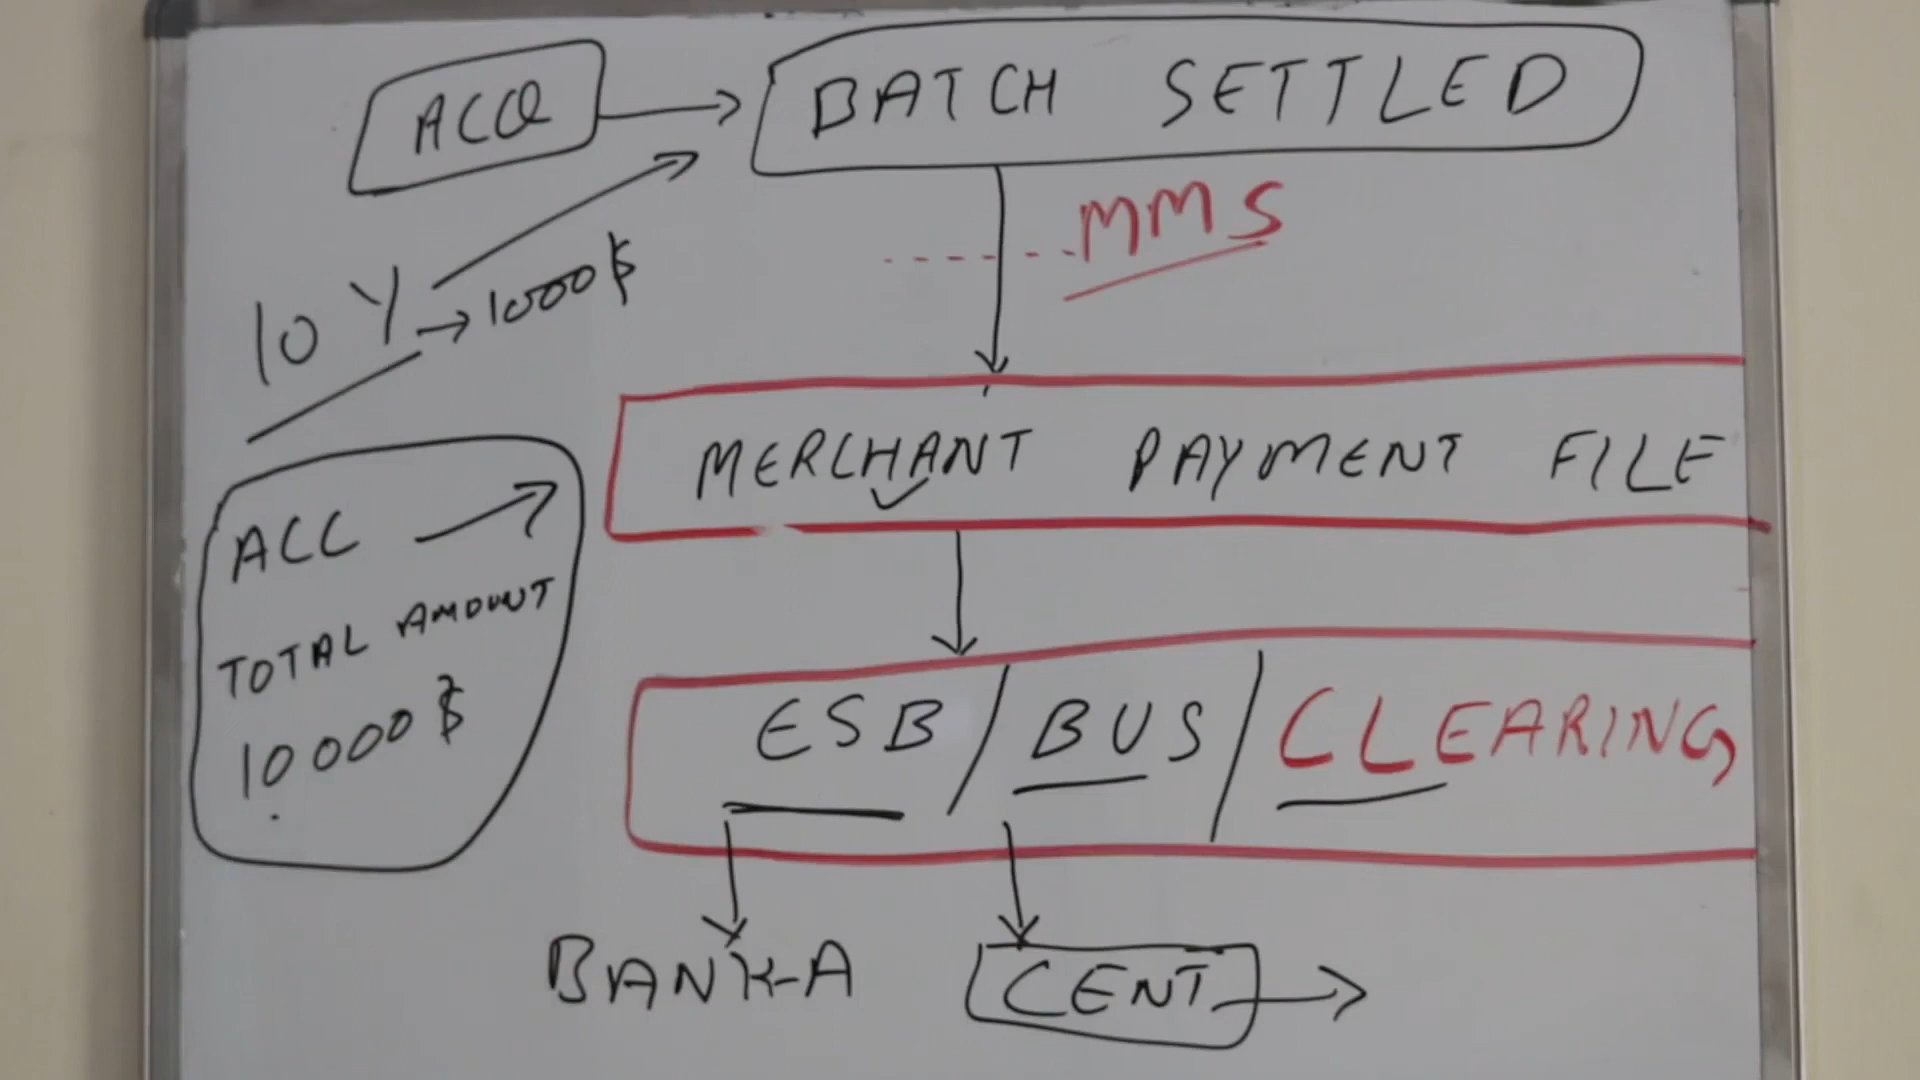 ACQ
BATCH SETTLED
MMS
10 Y → 1000 $
MERCHANT PAYMENT FILE
ACC
TOTAL AMOUNT
10000 $
ESB / BUS / CLEARING
BANK-A
CENT